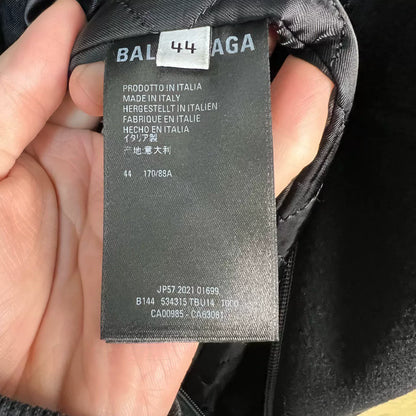 BAL AGA
44
PRODOTTO IN ITALIA
MADE IN ITALY
HERGESTELLT IN ITALIEN
FABRIQUE EN ITALIE
HECHO EN ITALIA
イタリア製
产地:意大利
44 170/88A
JP57 2021 01699
B144 534315 TBU14 1000
CA00985 - CA63081